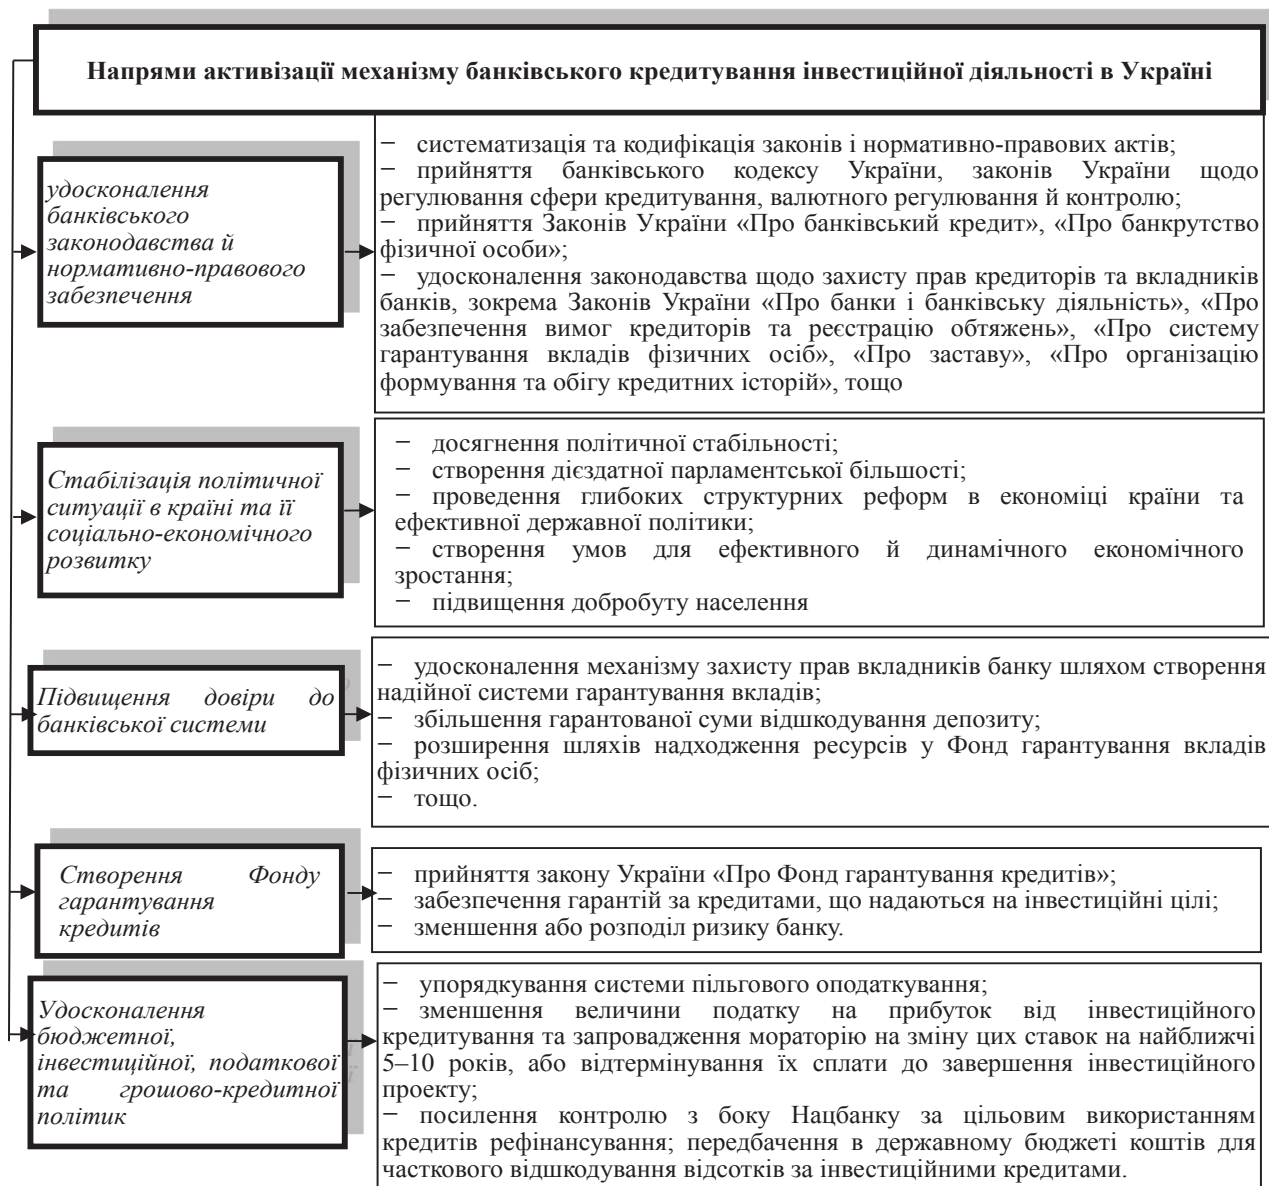 Напрями активізації механізму банківського кредитування інвестиційної діяльності в Україні
удосконалення
банківського
законодавства й
нормативно-правового
забезпечення
− систематизація та кодифікація законів і нормативно-правових актів;
− прийняття банківського кодексу України, законів України щодо
регулювання сфери кредитування, валютного регулювання й контролю;
− прийняття Законів України «Про банківський кредит», «Про банкрутство
фізичної особи»;
− удосконалення законодавства щодо захисту прав кредиторів та вкладників
банків, зокрема Законів України «Про банки і банківську діяльність», «Про
забезпечення вимог кредиторів та реєстрацію обтяжень», «Про систему
гарантування вкладів фізичних осіб», «Про заставу», «Про організацію
формування та обігу кредитних історій», тощо
Стабілізація політичної
ситуації в країні та її
соціально-економічного
розвитку
− досягнення політичної стабільності;
− створення дієздатної парламентської більшості;
− проведення глибоких структурних реформ в економіці країни та
ефективної державної політики;
− створення умов для ефективного й динамічного економічного
зростання;
− підвищення добробуту населення
Підвищення довіри до
банківської системи
− удосконалення механізму захисту прав вкладників банку шляхом створення
надійної системи гарантування вкладів;
− збільшення гарантованої суми відшкодування депозиту;
− розширення шляхів надходження ресурсів у Фонд гарантування вкладів
фізичних осіб;
− тощо.
Створення Фонду
гарантування
кредитів
− прийняття закону України «Про Фонд гарантування кредитів»;
− забезпечення гарантій за кредитами, що надаються на інвестиційні цілі;
− зменшення або розподіл ризику банку.
Удосконалення
бюджетної,
інвестиційної, податкової
та грошово-кредитної
політик
− упорядкування системи пільгового оподаткування;
− зменшення величини податку на прибуток від інвестиційного
кредитування та запровадження мораторію на зміну цих ставок на найближчі
5–10 років, або відтермінування їх сплати до завершення інвестиційного
проекту;
− посилення контролю з боку Нацбанку за цільовим використанням
кредитів рефінансування; передбачення в державному бюджеті коштів для
часткового відшкодування відсотків за інвестиційними кредитами.